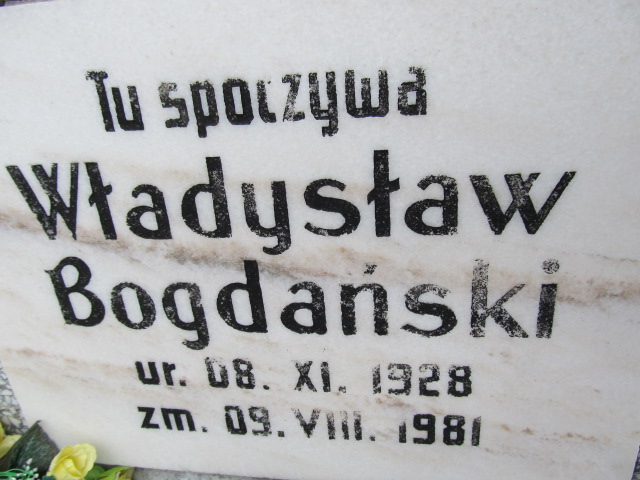 Tu spoczywa
Władysław
Bogdański
ur. 08. XI. 1928
zm. 09. VIII. 1981